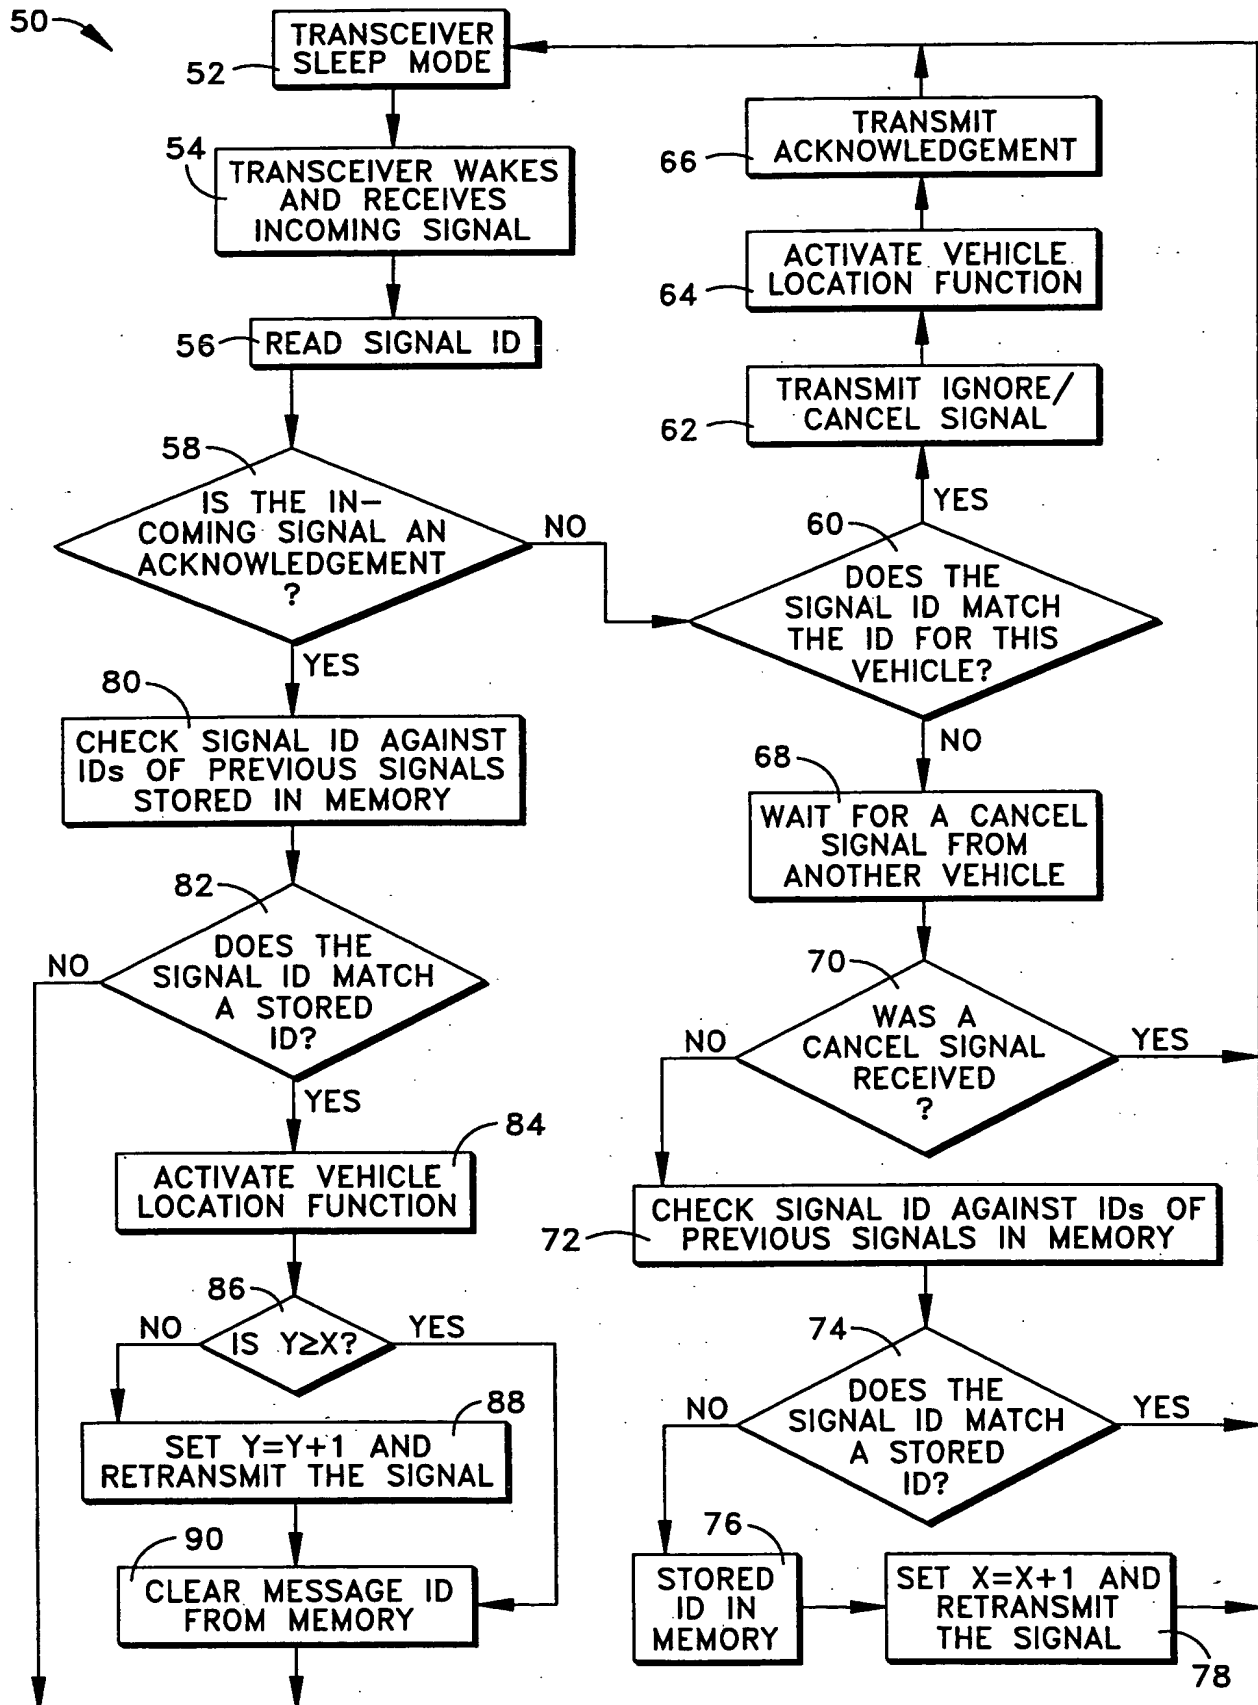 50
TRANSCEIVER
SLEEP MODE
52
54
TRANSCEIVER WAKES
AND RECEIVES
INCOMING SIGNAL
56
READ SIGNAL ID
58
IS THE IN-
COMING SIGNAL AN
ACKNOWLEDGEMENT
?
NO
YES
80
CHECK SIGNAL ID AGAINST
IDs OF PREVIOUS SIGNALS
STORED IN MEMORY
82
DOES THE
SIGNAL ID MATCH
A STORED
ID?
NO
YES
84
ACTIVATE VEHICLE
LOCATION FUNCTION
86
IS Y≥X?
NO
YES
88
SET Y=Y+1 AND
RETRANSMIT THE SIGNAL
90
CLEAR MESSAGE ID
FROM MEMORY
TRANSMIT
ACKNOWLEDGEMENT
66
ACTIVATE VEHICLE
LOCATION FUNCTION
64
TRANSMIT IGNORE/
CANCEL SIGNAL
62
YES
60
DOES THE
SIGNAL ID MATCH
THE ID FOR THIS
VEHICLE?
NO
68
WAIT FOR A CANCEL
SIGNAL FROM
ANOTHER VEHICLE
70
WAS A
CANCEL SIGNAL
RECEIVED
?
NO
YES
CHECK SIGNAL ID AGAINST IDs OF
PREVIOUS SIGNALS IN MEMORY
72
74
DOES THE
SIGNAL ID MATCH
A STORED
ID?
NO
YES
76
STORED
ID IN
MEMORY
SET X=X+1 AND
RETRANSMIT
THE SIGNAL
78